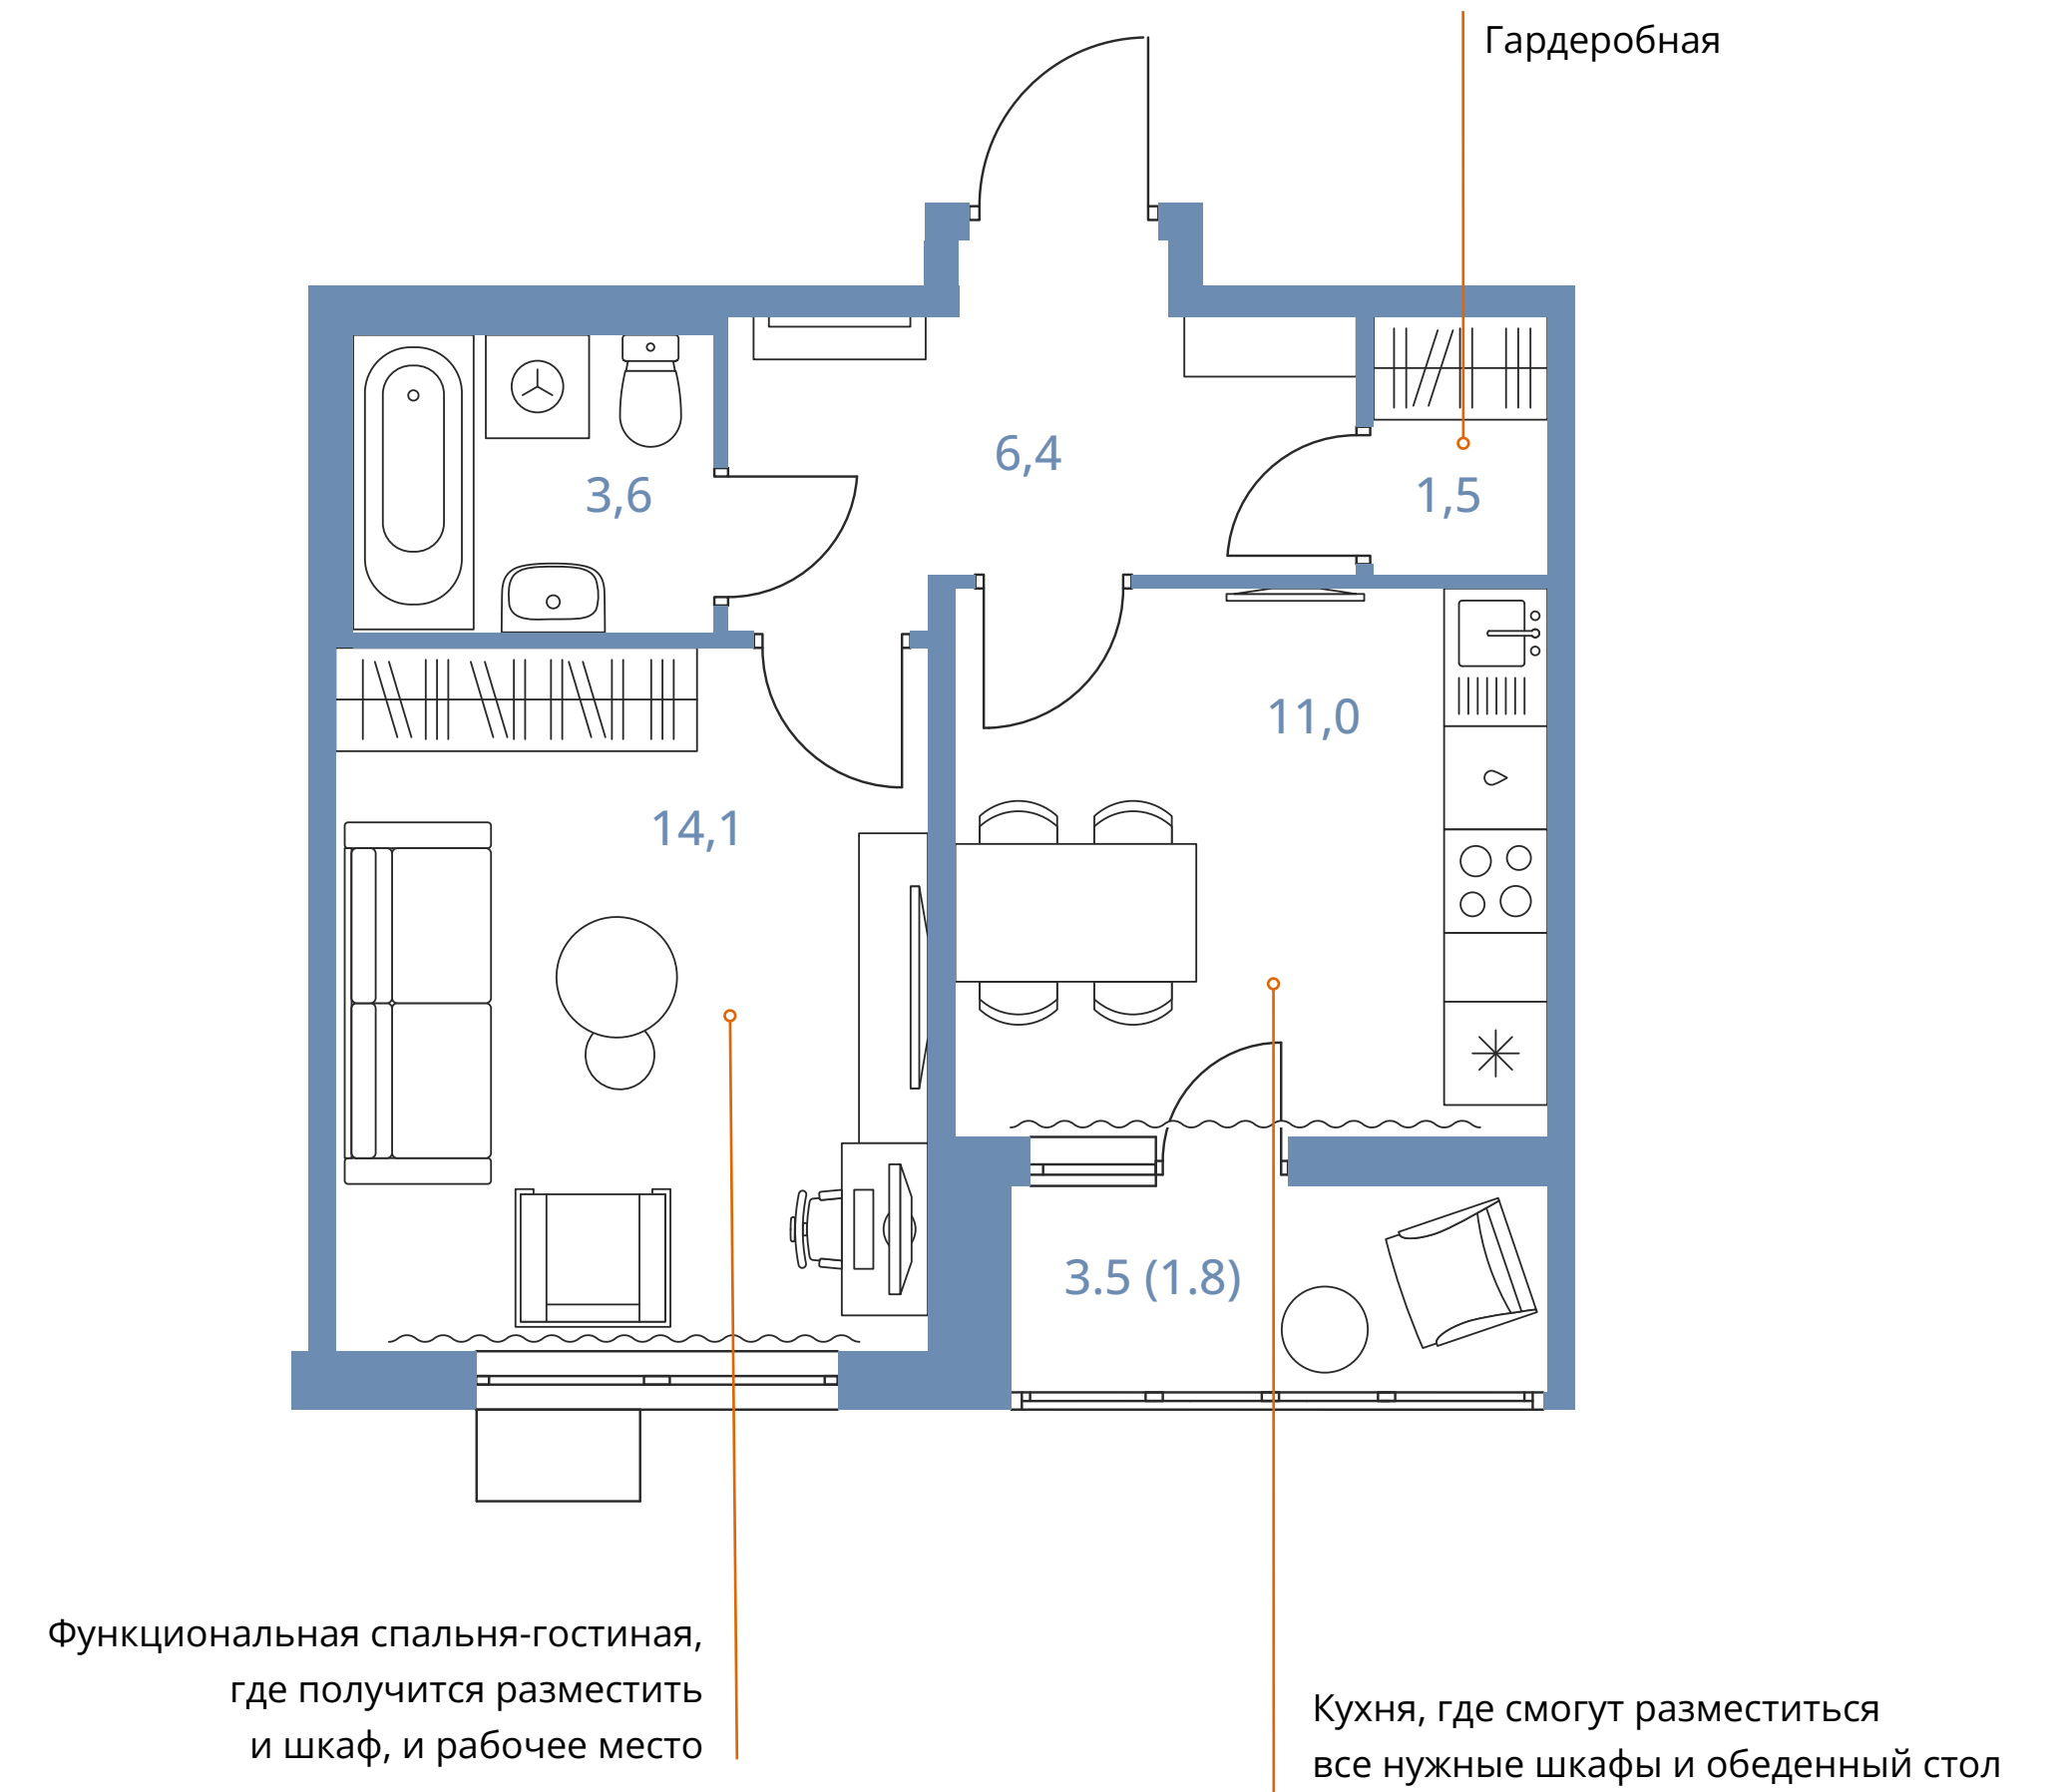 Гардеробная
6,4
3,6
1,5
11,0
14,1
3.5 (1.8)
Функциональная спальня-гостиная,
где получится разместить
и шкаф, и рабочее место
Кухня, где смогут разместиться
все нужные шкафы и обеденный стол